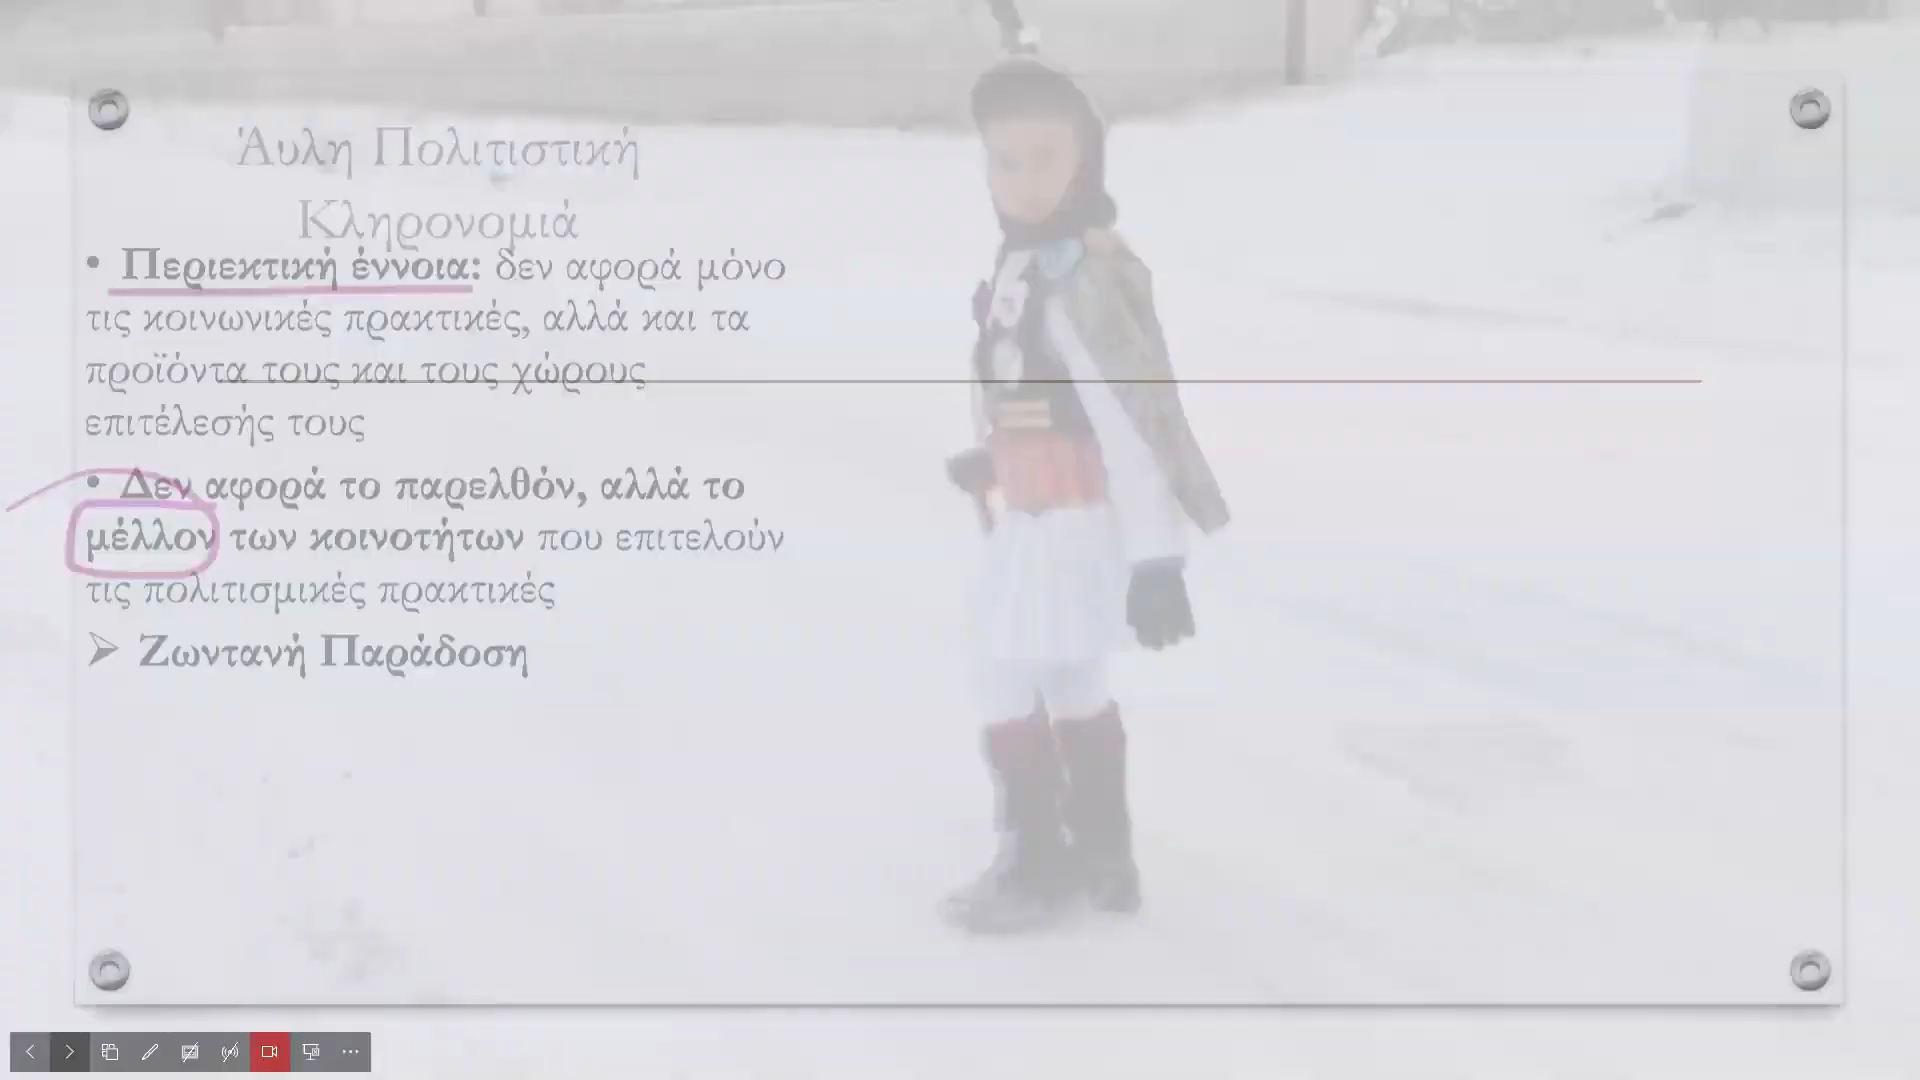 Άυλη Πολιτιστική
Κληρονομιά
• Περιεκτική έννοια: δεν αφορά μόνο
τις κοινωνικές πρακτικές, αλλά και τα
προϊόντα τους και τους χώρους
επιτέλεσής τους
• Δεν αφορά το παρελθόν, αλλά το
μέλλον των κοινοτήτων που επιτελούν
τις πολιτισμικές πρακτικές
➢ Ζωντανή Παράδοση